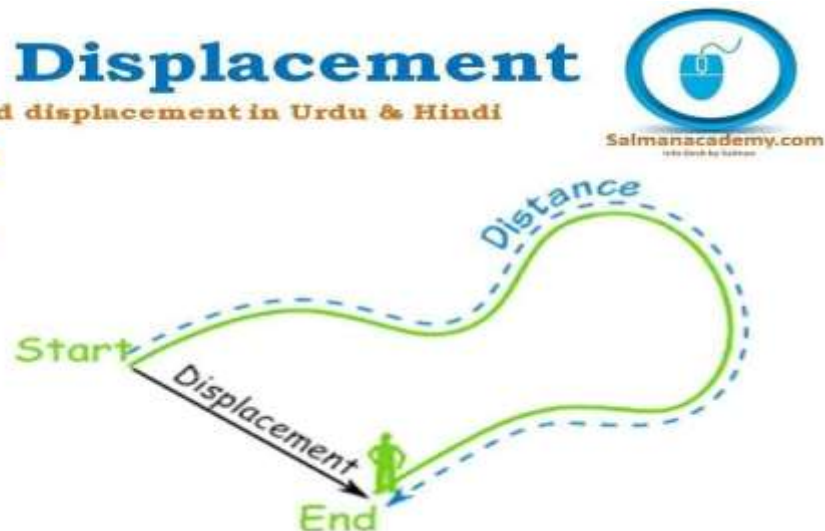 Displacement
d displacement in Urdu & Hindi
Salmanacademy.com
Distance
Start
Displacement
End